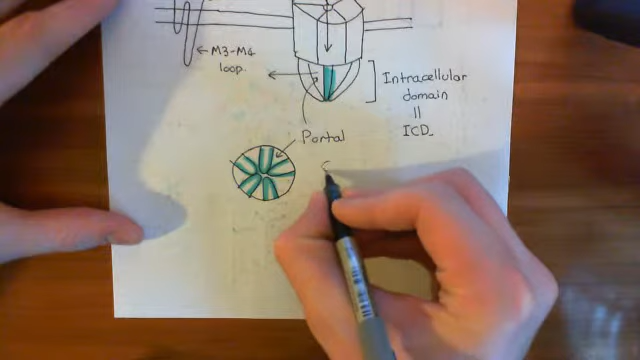 M3-M4
loop.
Intracellular
domain
=
ICD
Portal